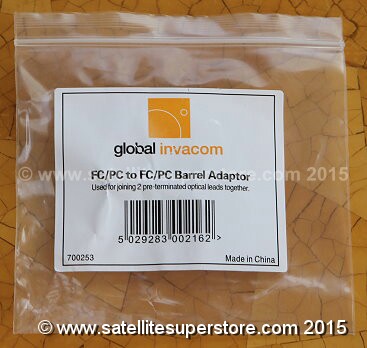 global invacom
© www.satellitesuperstore.com 2015
FC/PC to FC/PC Barrel Adaptor
Used for joining 2 pre-terminated optical leads together.
5 029283 002162 >
700253 Made in China
© www.satellitesuperstore.com 2015